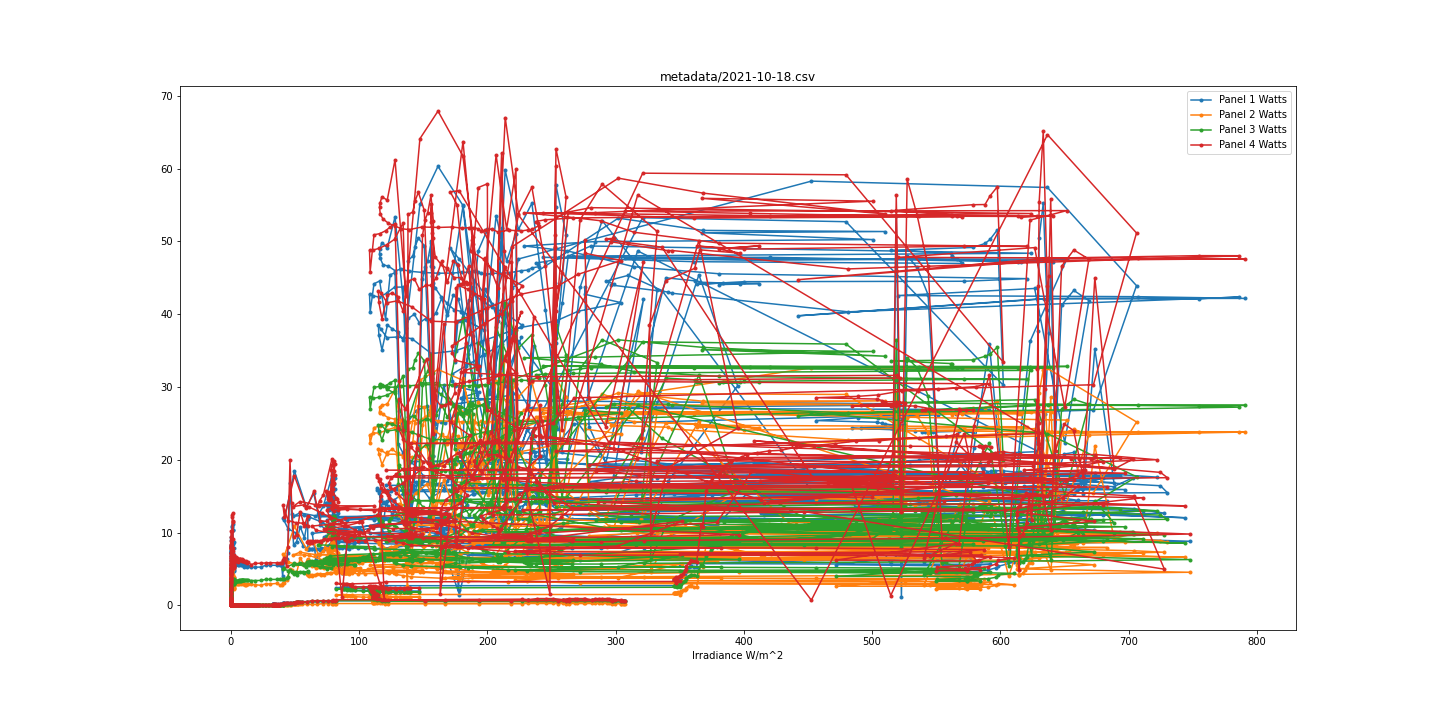 metadata/2021-10-18.csv
Panel 1 Watts
Panel 2 Watts
Panel 3 Watts
Panel 4 Watts
70
60
50
40
30
20
10
0
0 100 200 300 400 500 600 700 800
Irradiance W/m^2